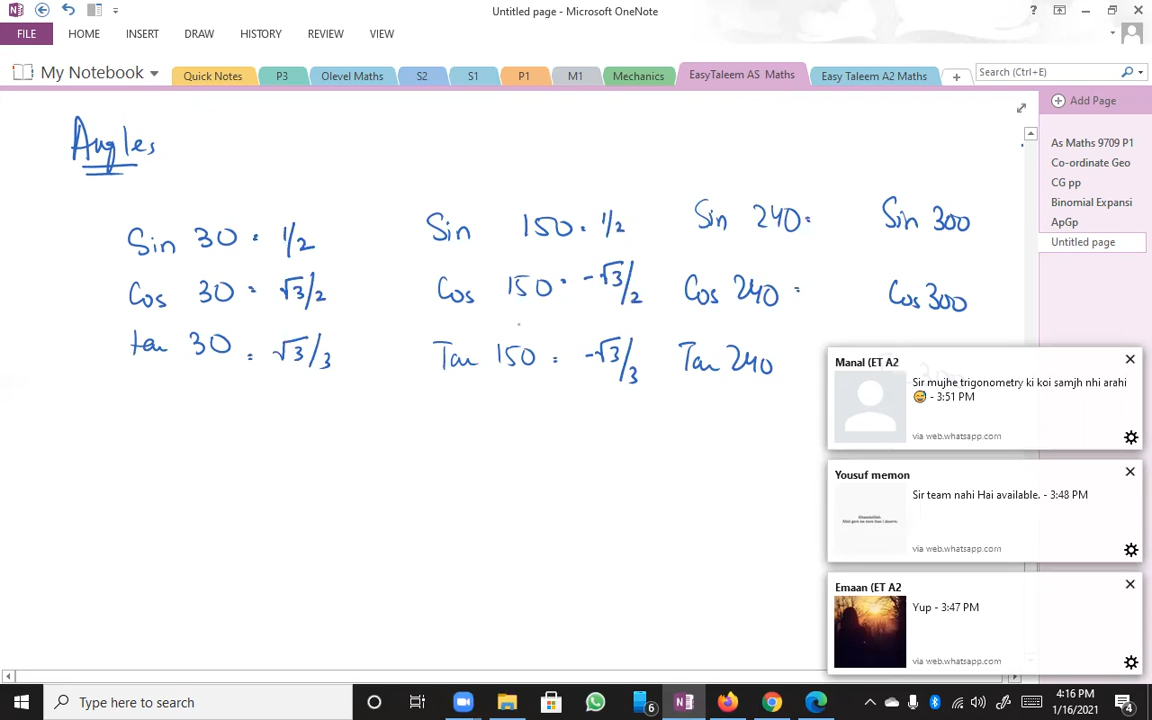 Untitled page - Microsoft OneNote
FILE HOME INSERT DRAW HISTORY REVIEW VIEW
My Notebook Quick Notes P3 Olevel Maths S2 S1 P1 M1 Mechanics EasyTaleem AS Maths Easy Taleem A2 Maths Search (Ctrl+E)
Add Page
As Maths 9709 P1
Co-ordinate Geo
CG pp
Binomial Expansi
ApGp
Untitled page
Angles
Sin 30 = 1/2
Cos 30 = √3/2
tan 30 = √3/3
Sin 150 = 1/2
Cos 150 = -√3/2
Tan 150 = -√3/3
Sin 240 =
Cos 240 =
Tan 240
Sin 300
Cos 300
Manal (ET A2
Sir mujhe trigonometry ki koi samjh nhi arahi
😅 - 3:51 PM
via web.whatsapp.com
Yousuf memon
Sir team nahi Hai available. - 3:48 PM
via web.whatsapp.com
Emaan (ET A2
Yup - 3:47 PM
via web.whatsapp.com
Type here to search
6
4:16 PM
1/16/2021
4